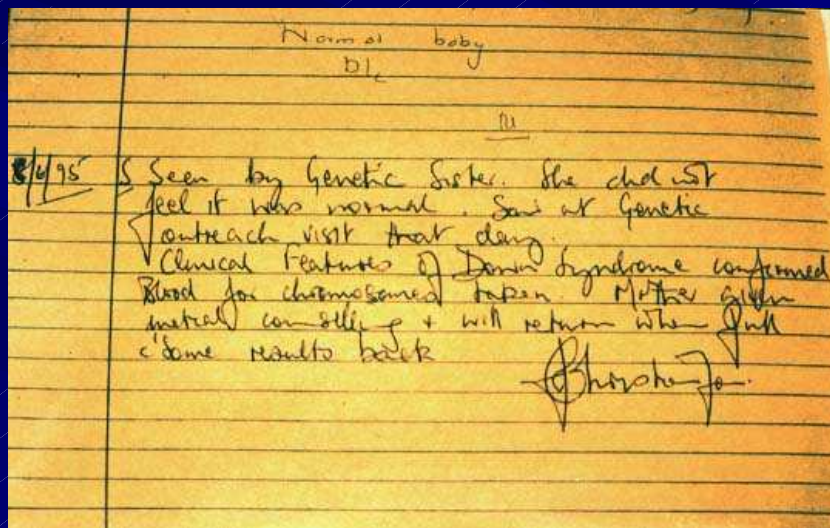 Normal baby
D/C
8/6/95 Seen by Genetic Sister. She did not
feel it was normal. Saw at Genetic
outreach visit that day.
Clinical Features of Down Syndrome confirmed
Blood for chromosomes taken. Mother given
initial counselling + will return when full
c'some results back